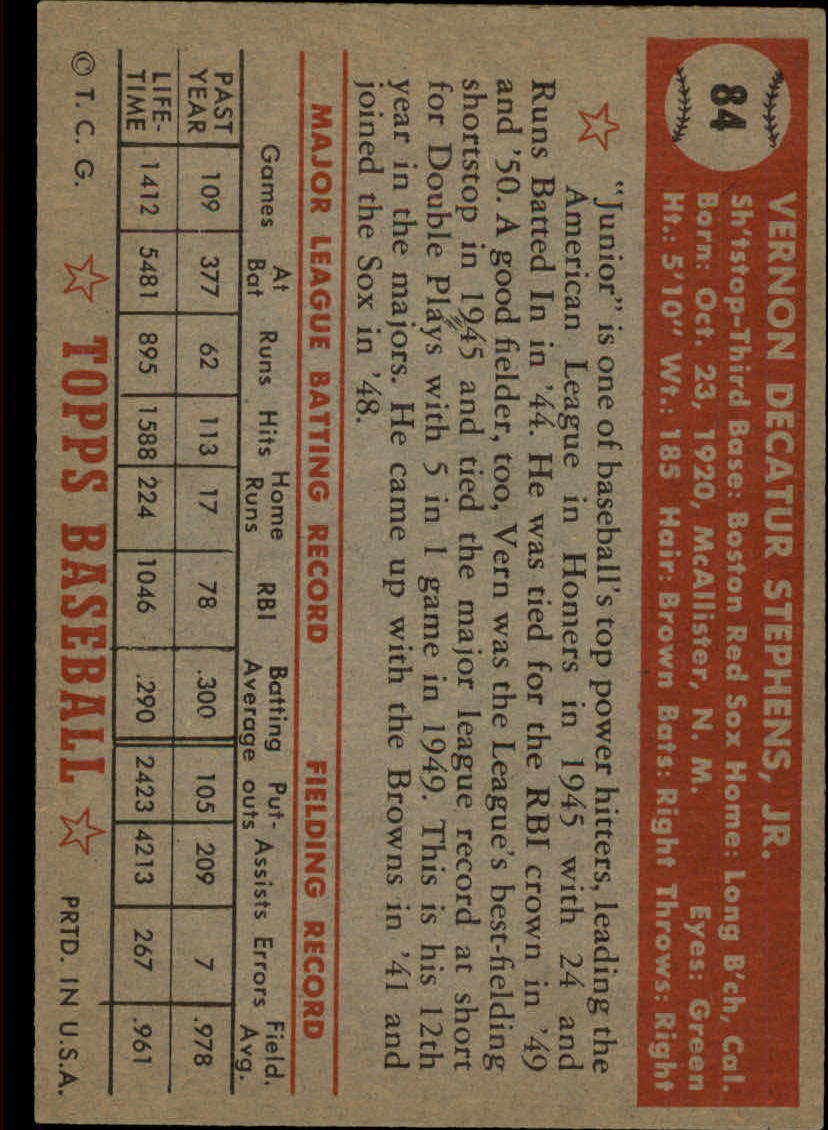 84
VERNON DECATUR STEPHENS, JR.
Sh'tstop-Third Base: Boston Red Sox Home: Long B'ch, Cal.
Born: Oct. 23, 1920, McAllister, N. M. Eyes: Green
Ht.: 5'10" Wt.: 185 Hair: Brown Bats: Right Throws: Right
"Junior" is one of baseball's top power hitters, leading the
American League in Homers in 1945 with 24 and
Runs Batted In in '44. He was tied for the RBI crown in '49
and '50. A good fielder, too, Vern was the League's best-fielding
shortstop in 1945 and tied the major league record at short
for Double Plays with 5 in 1 game in 1949. This is his 12th
year in the majors. He came up with the Browns in '41 and
joined the Sox in '48.
MAJOR LEAGUE BATTING RECORD FIELDING RECORD
Games At Bat Runs Hits Home Runs RBI Batting Average Put-outs Assists Errors Field. Avg.
PAST YEAR 109 377 62 113 17 78 .300 105 209 7 .978
LIFE-TIME 1412 5481 895 1588 224 1046 .290 2423 4213 267 .961
© T. C. G. TOPPS BASEBALL PRTD. IN U.S.A.